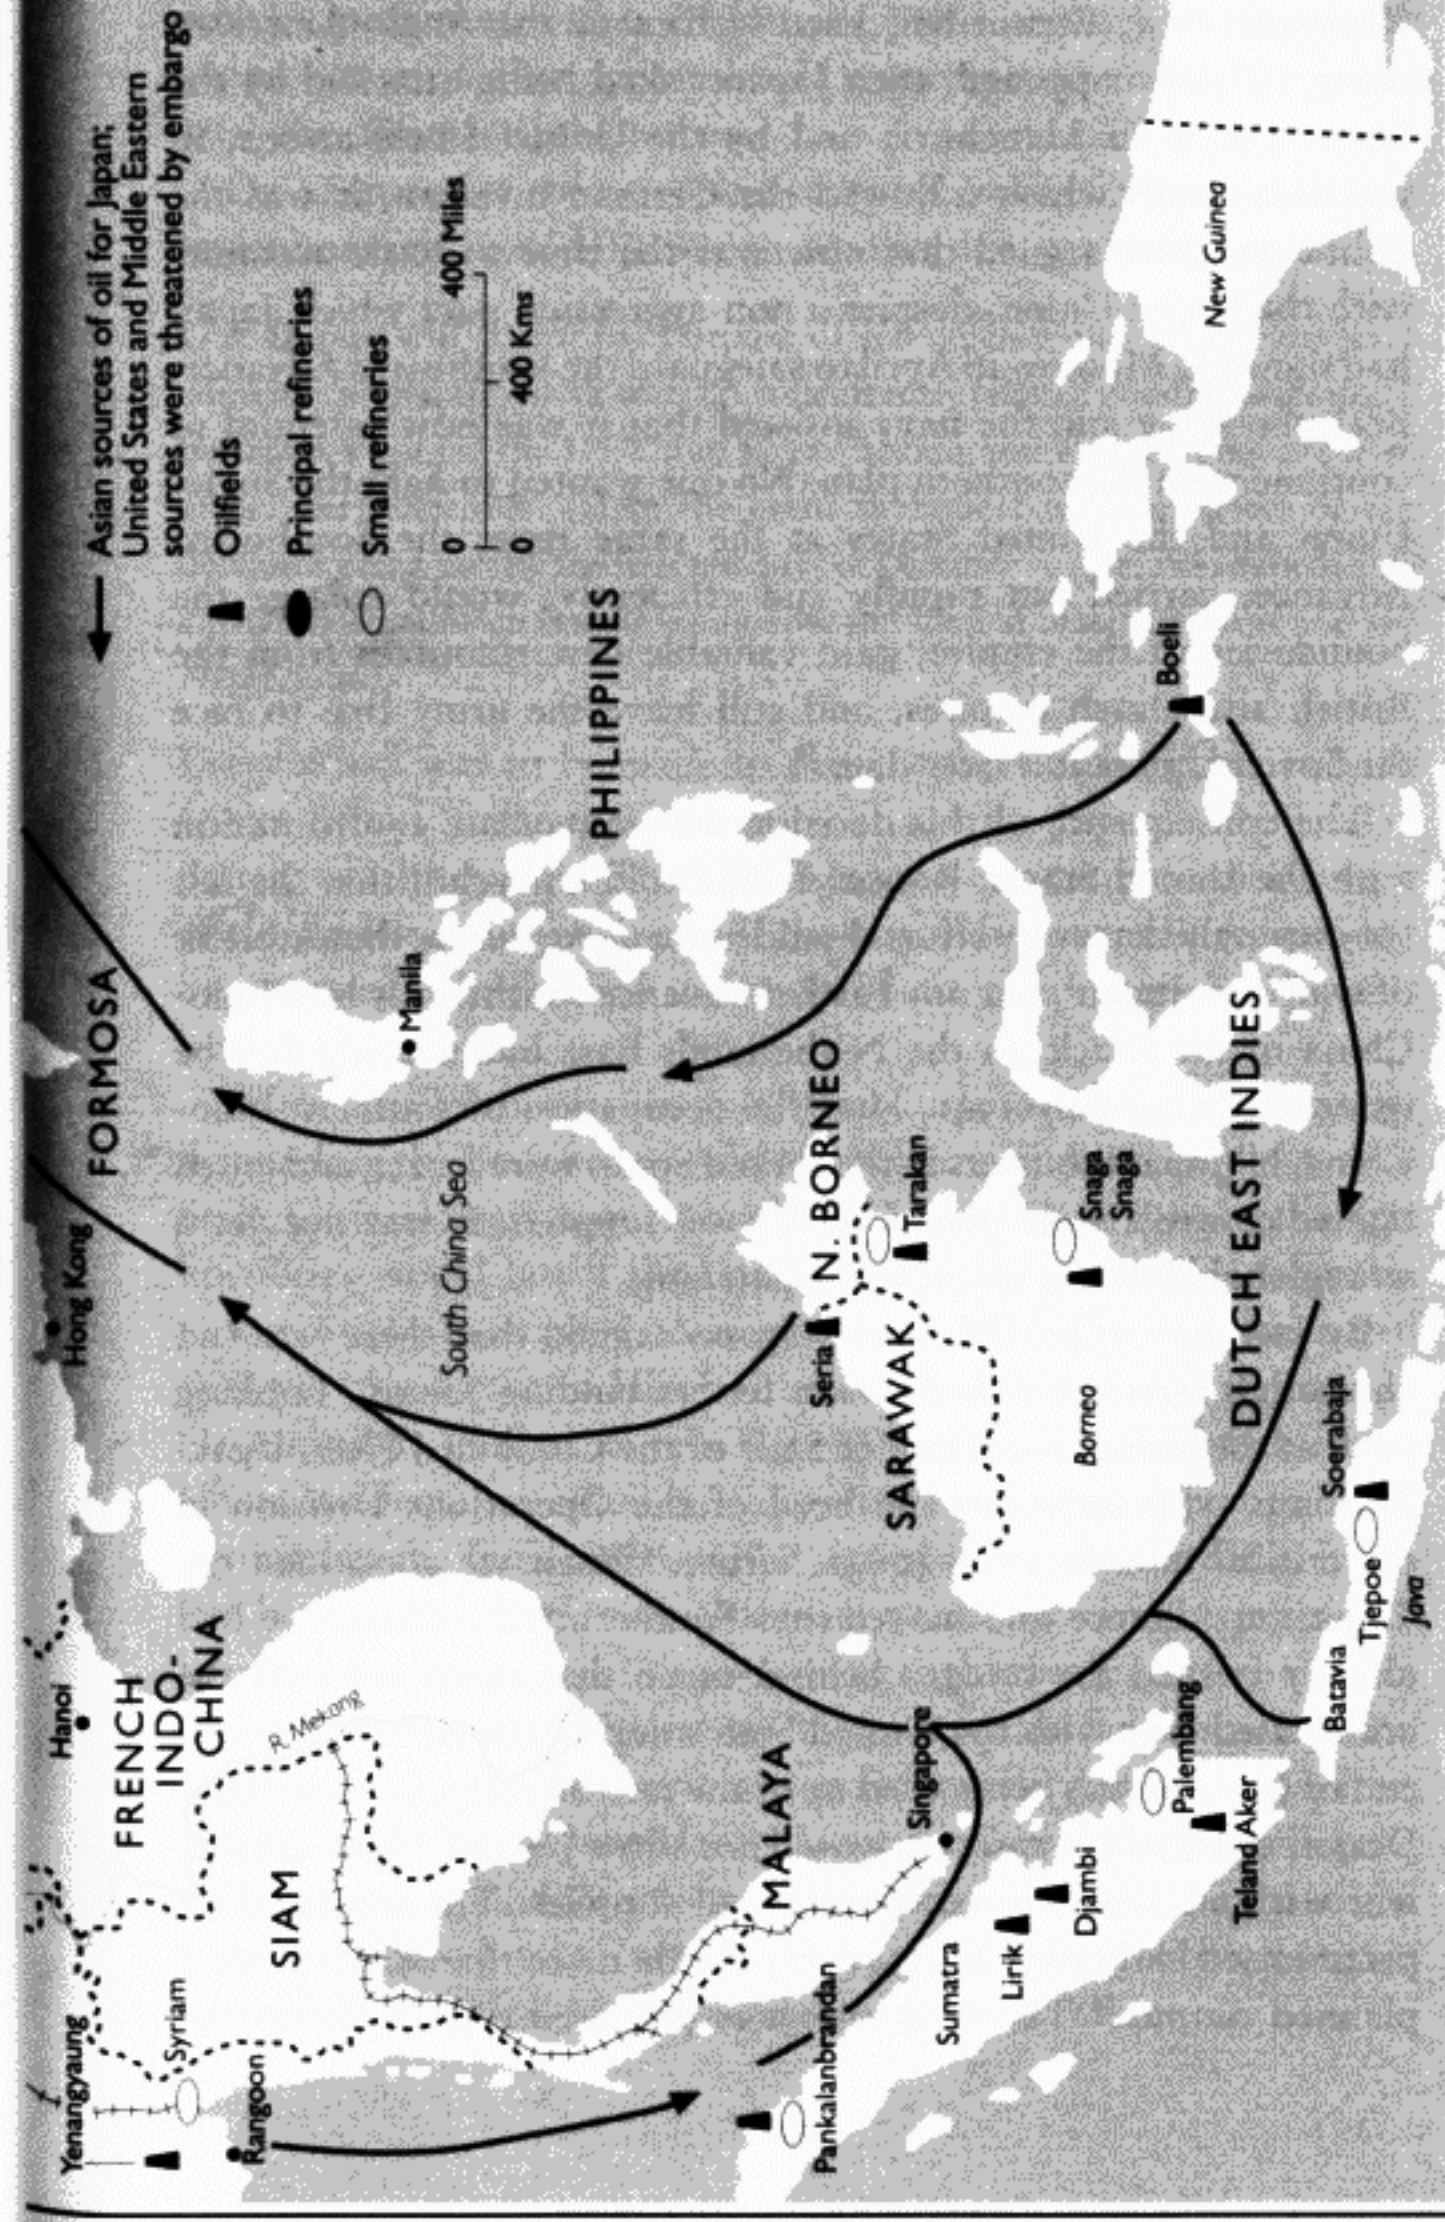 Asian sources of oil for Japan;
United States and Middle Eastern
sources were threatened by embargo
Oilfields
Principal refineries
Small refineries
0
400 Miles
0
400 Kms
Yenangyaung
Syriam
Rangoon
Hanoi
FRENCH
INDO-
CHINA
R. Mekong
SIAM
Hong Kong
FORMOSA
South China Sea
Manila
PHILIPPINES
MALAYA
Singapore
Pankalanbrandan
Sumatra
Lirik
Djambi
Palembang
Teland Aker
Seria
N. BORNEO
SARAWAK
Tarakan
Borneo
Snaga
Snaga
DUTCH EAST INDIES
Batavia
Tjepoe
Soerabaja
Java
Boeli
New Guinea